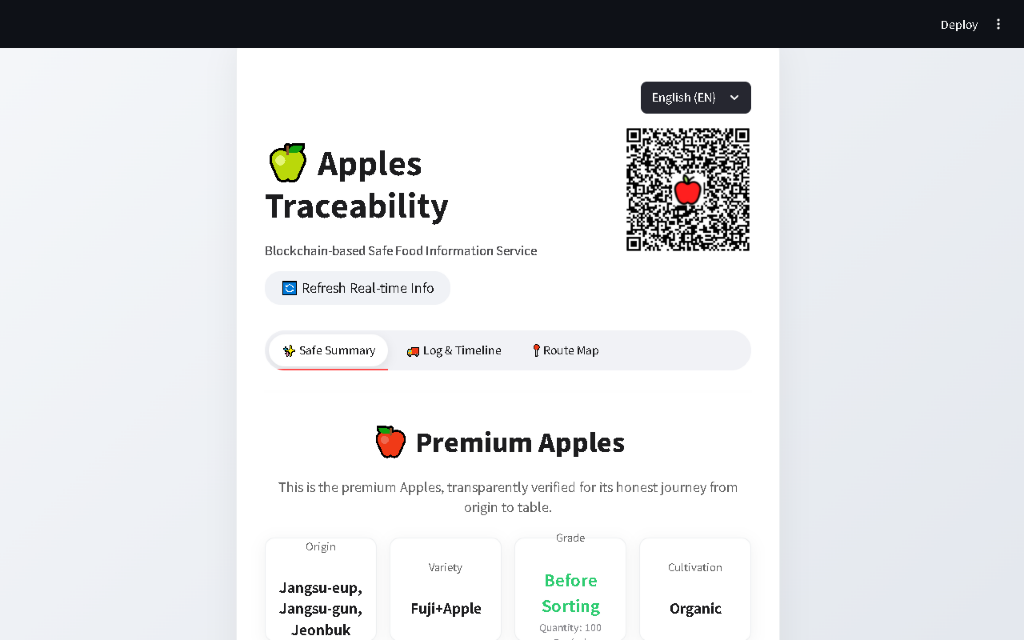 Deploy
English (EN)
Apples
Traceability
Blockchain-based Safe Food Information Service
Refresh Real-time Info
Safe Summary
Log & Timeline
Route Map
Premium Apples
This is the premium Apples, transparently verified for its honest journey from
origin to table.
Origin
Jangsu-eup,
Jangsu-gun,
Jeonbuk
Variety
Fuji+Apple
Grade
Before
Sorting
Quantity: 100
Cultivation
Organic